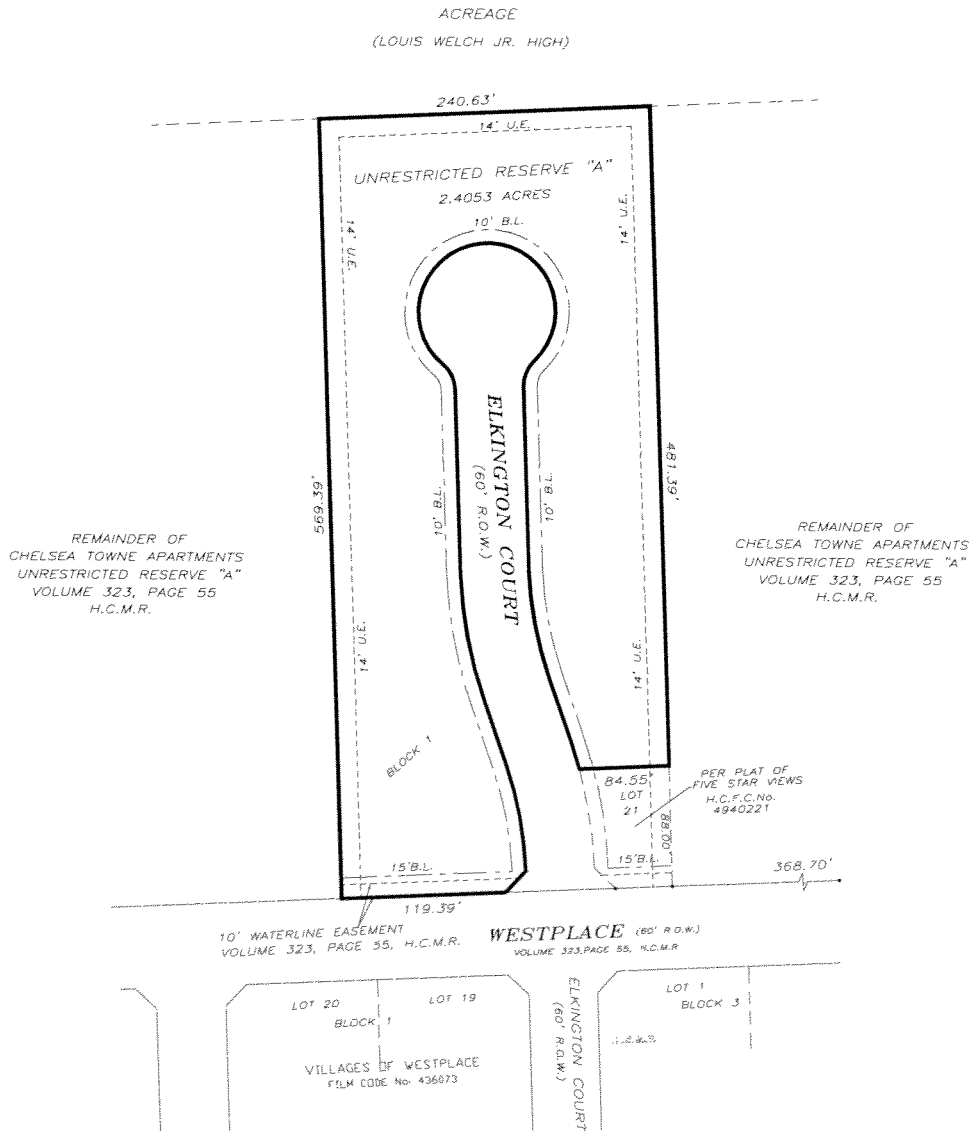 ACREAGE
(LOUIS WELCH JR. HIGH)
240.63'
14' U.E.
UNRESTRICTED RESERVE "A"
2.4053 ACRES
10' B.L.
14' U.E.
14' U.E.
ELKINGTON COURT
(60' R.O.W.)
10' B.L.
10' B.L.
569.39'
481.39'
REMAINDER OF
CHELSEA TOWNE APARTMENTS
UNRESTRICTED RESERVE "A"
VOLUME 323, PAGE 55
H.C.M.R.
REMAINDER OF
CHELSEA TOWNE APARTMENTS
UNRESTRICTED RESERVE "A"
VOLUME 323, PAGE 55
H.C.M.R.
14' U.E.
14' U.E.
BLOCK 1
84.55'
LOT
21
PER PLAT OF
FIVE STAR VIEWS
H.C.F.C.No.
4940221
88.00'
15'B.L.
15'B.L.
368.70'
119.39'
10' WATERLINE EASEMENT
VOLUME 323, PAGE 55, H.C.M.R.
WESTPLACE (60' R.O.W.)
VOLUME 323,PAGE 55, H.C.M.R
LOT 20
LOT 19
BLOCK 1
VILLAGES OF WESTPLACE
FILM CODE No. 436073
ELKINGTON COURT
(60' R.O.W.)
LOT 1
BLOCK 3